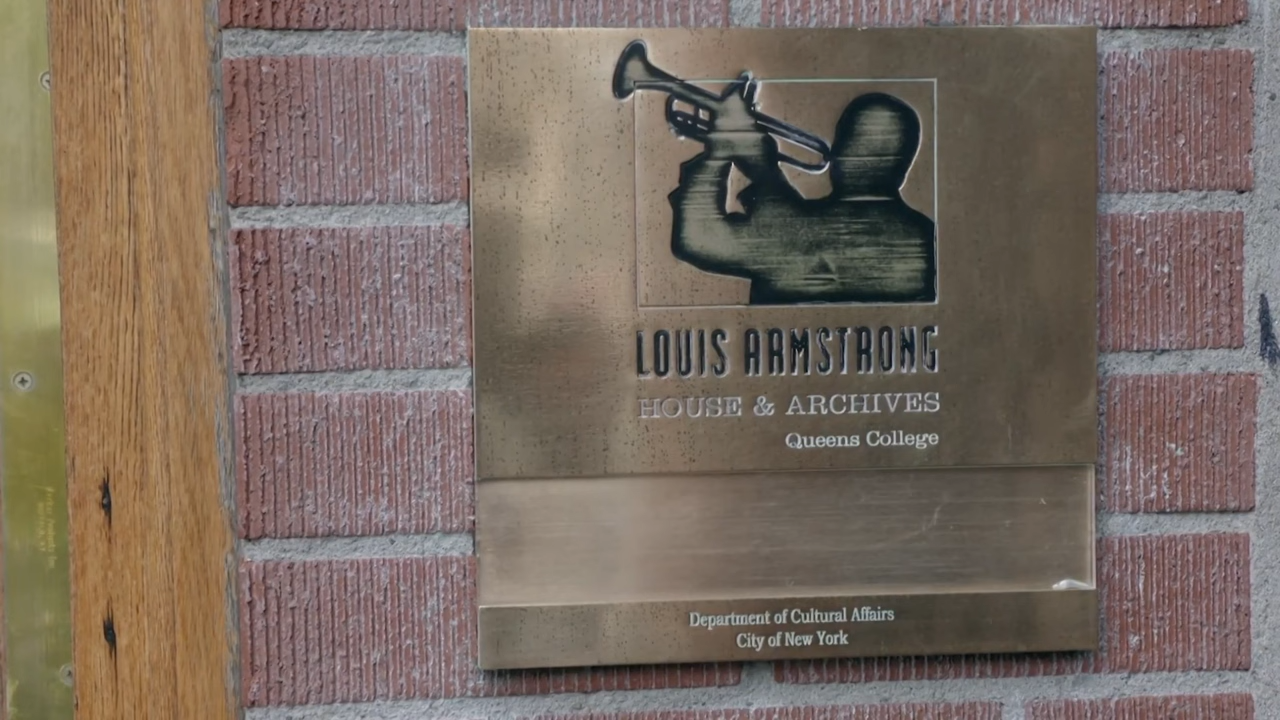 LOUIS ARMSTRONG
HOUSE & ARCHIVES
Queens College
Department of Cultural Affairs
City of New York